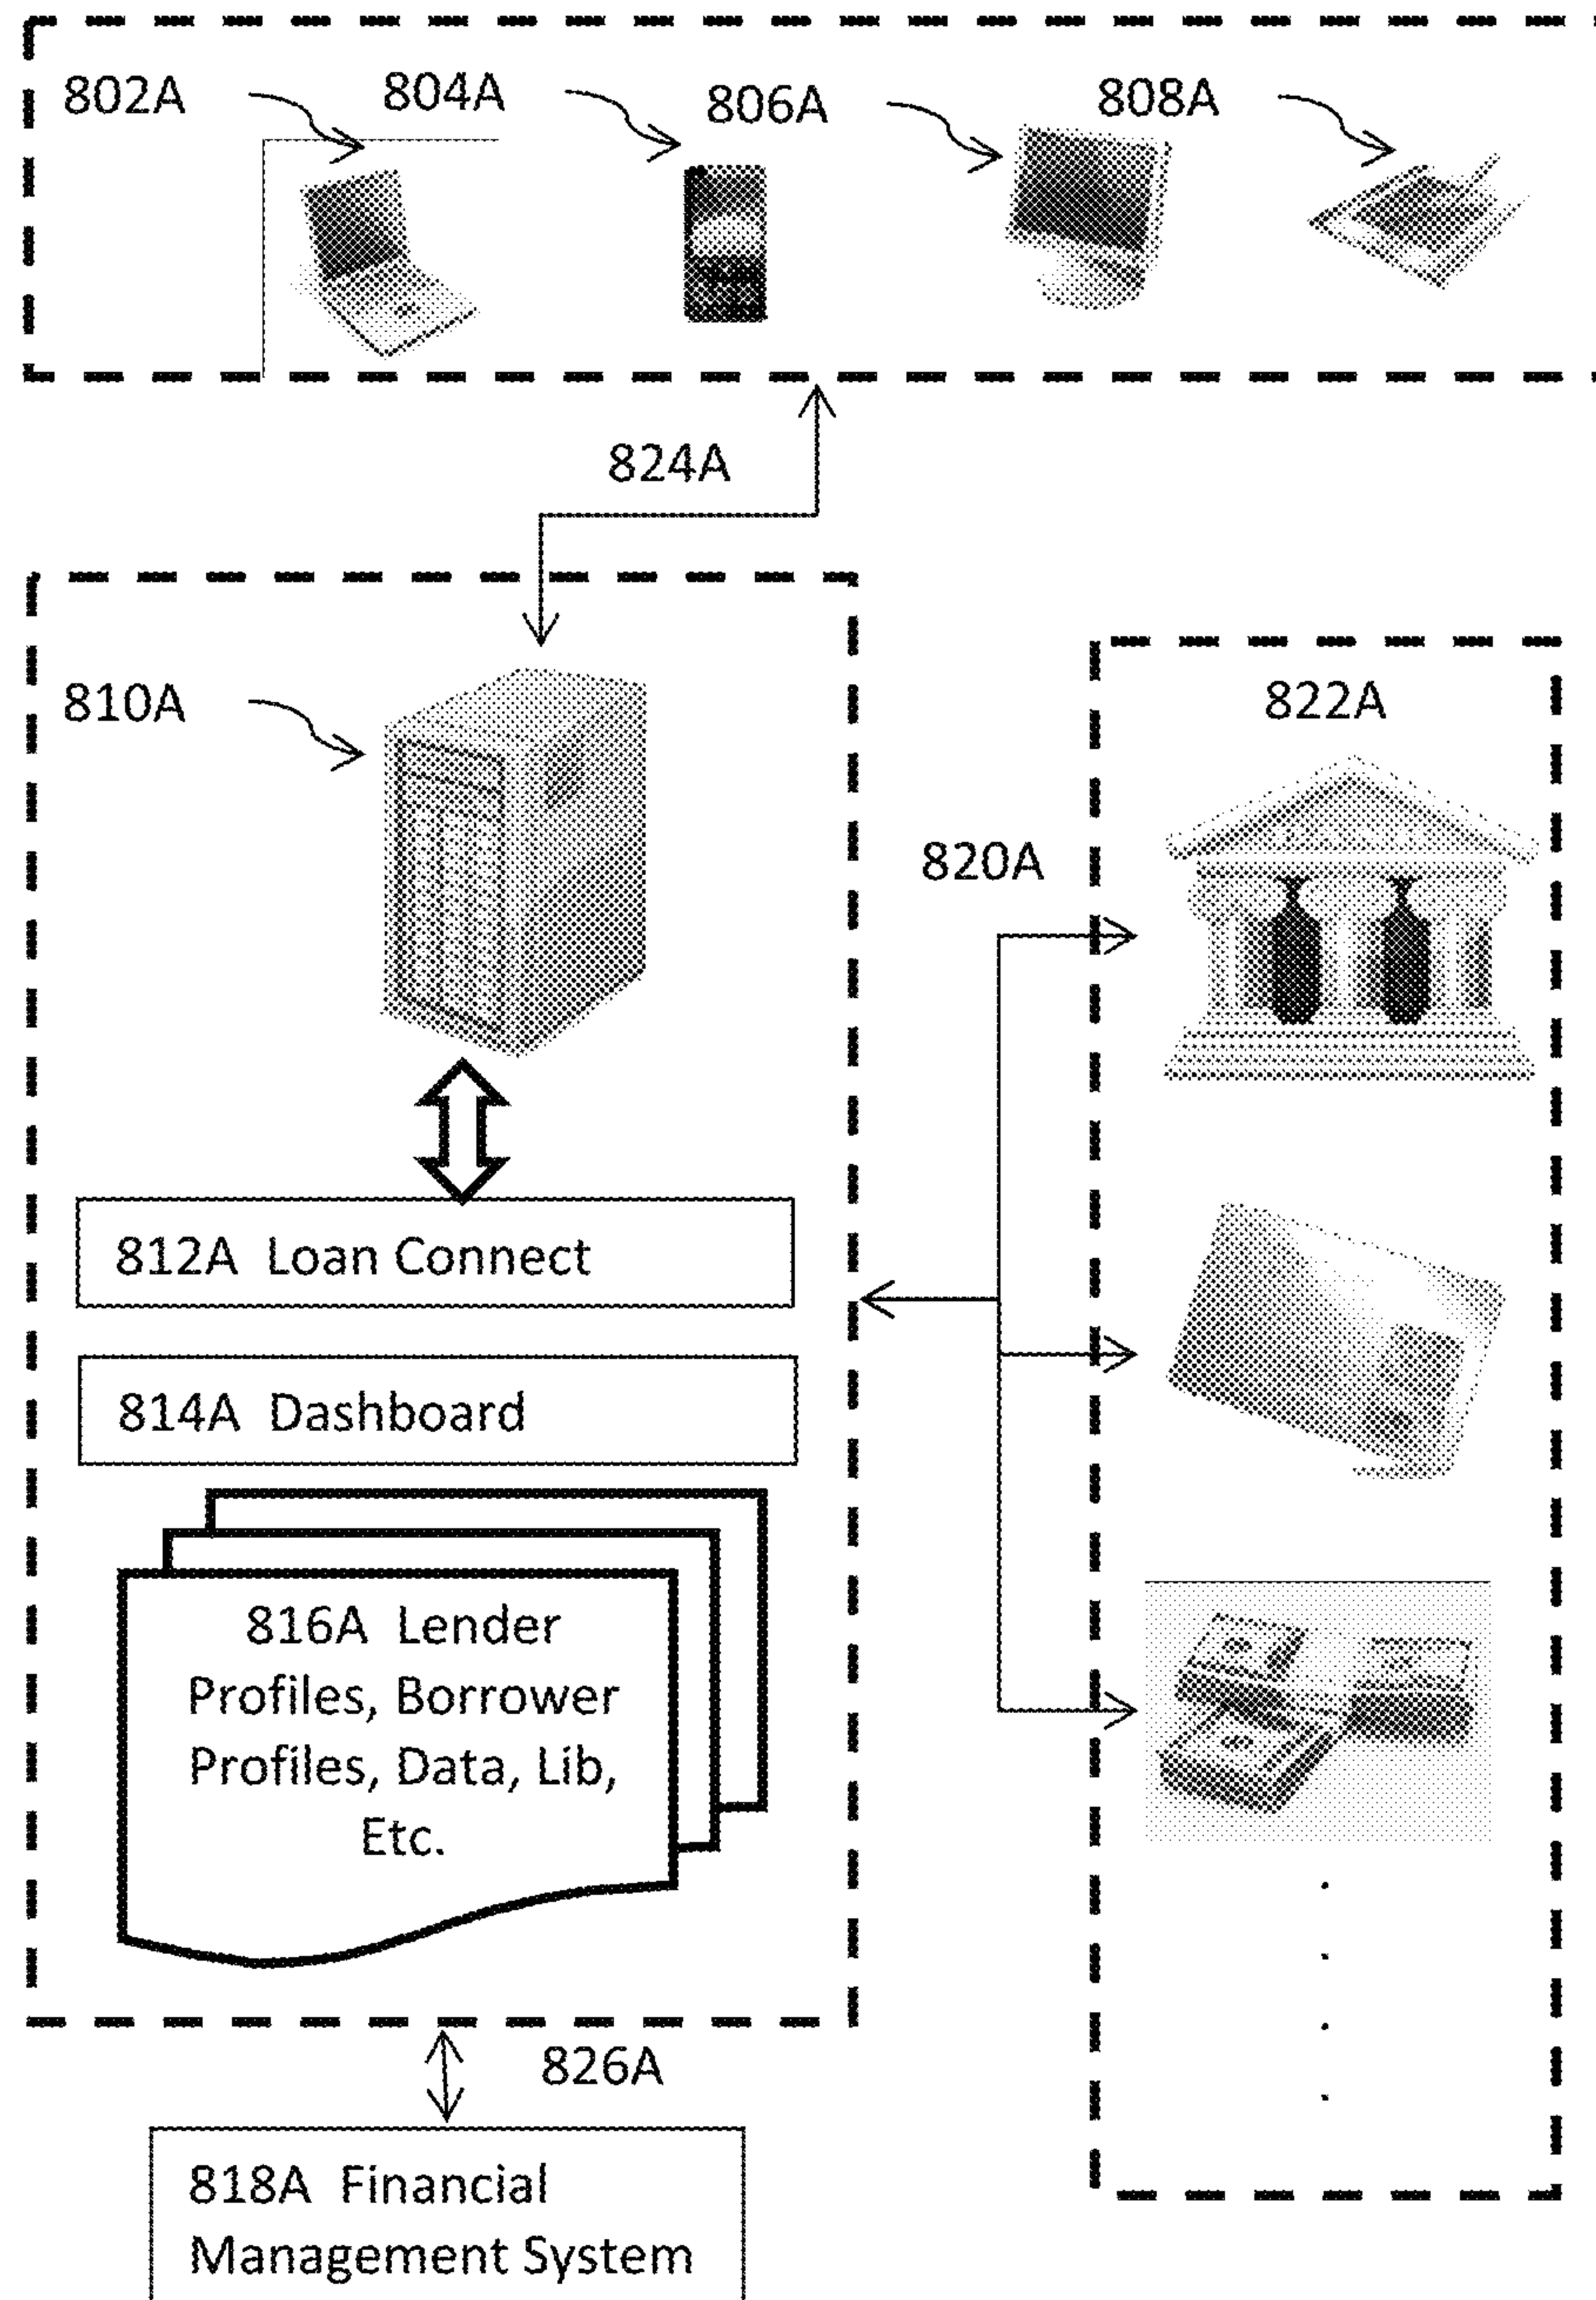 802A
804A
806A
808A
824A
810A
822A
820A
812A Loan Connect
814A Dashboard
816A Lender
Profiles, Borrower
Profiles, Data, Lib,
Etc.
826A
818A Financial
Management System